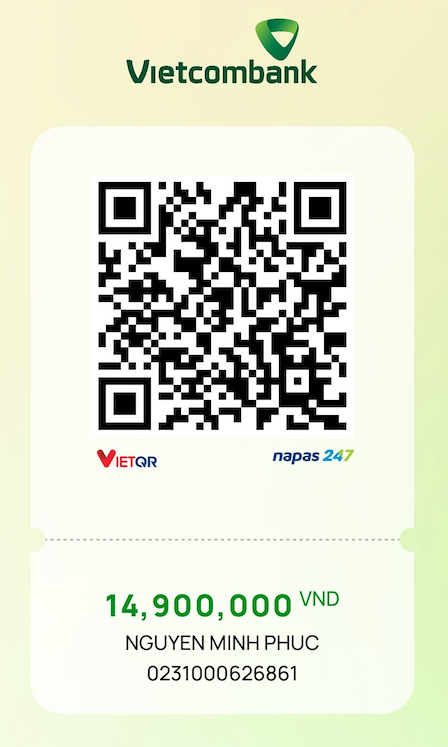 Vietcombank
VIETQR
napas 247
14,900,000 VND
NGUYEN MINH PHUC
0231000626861